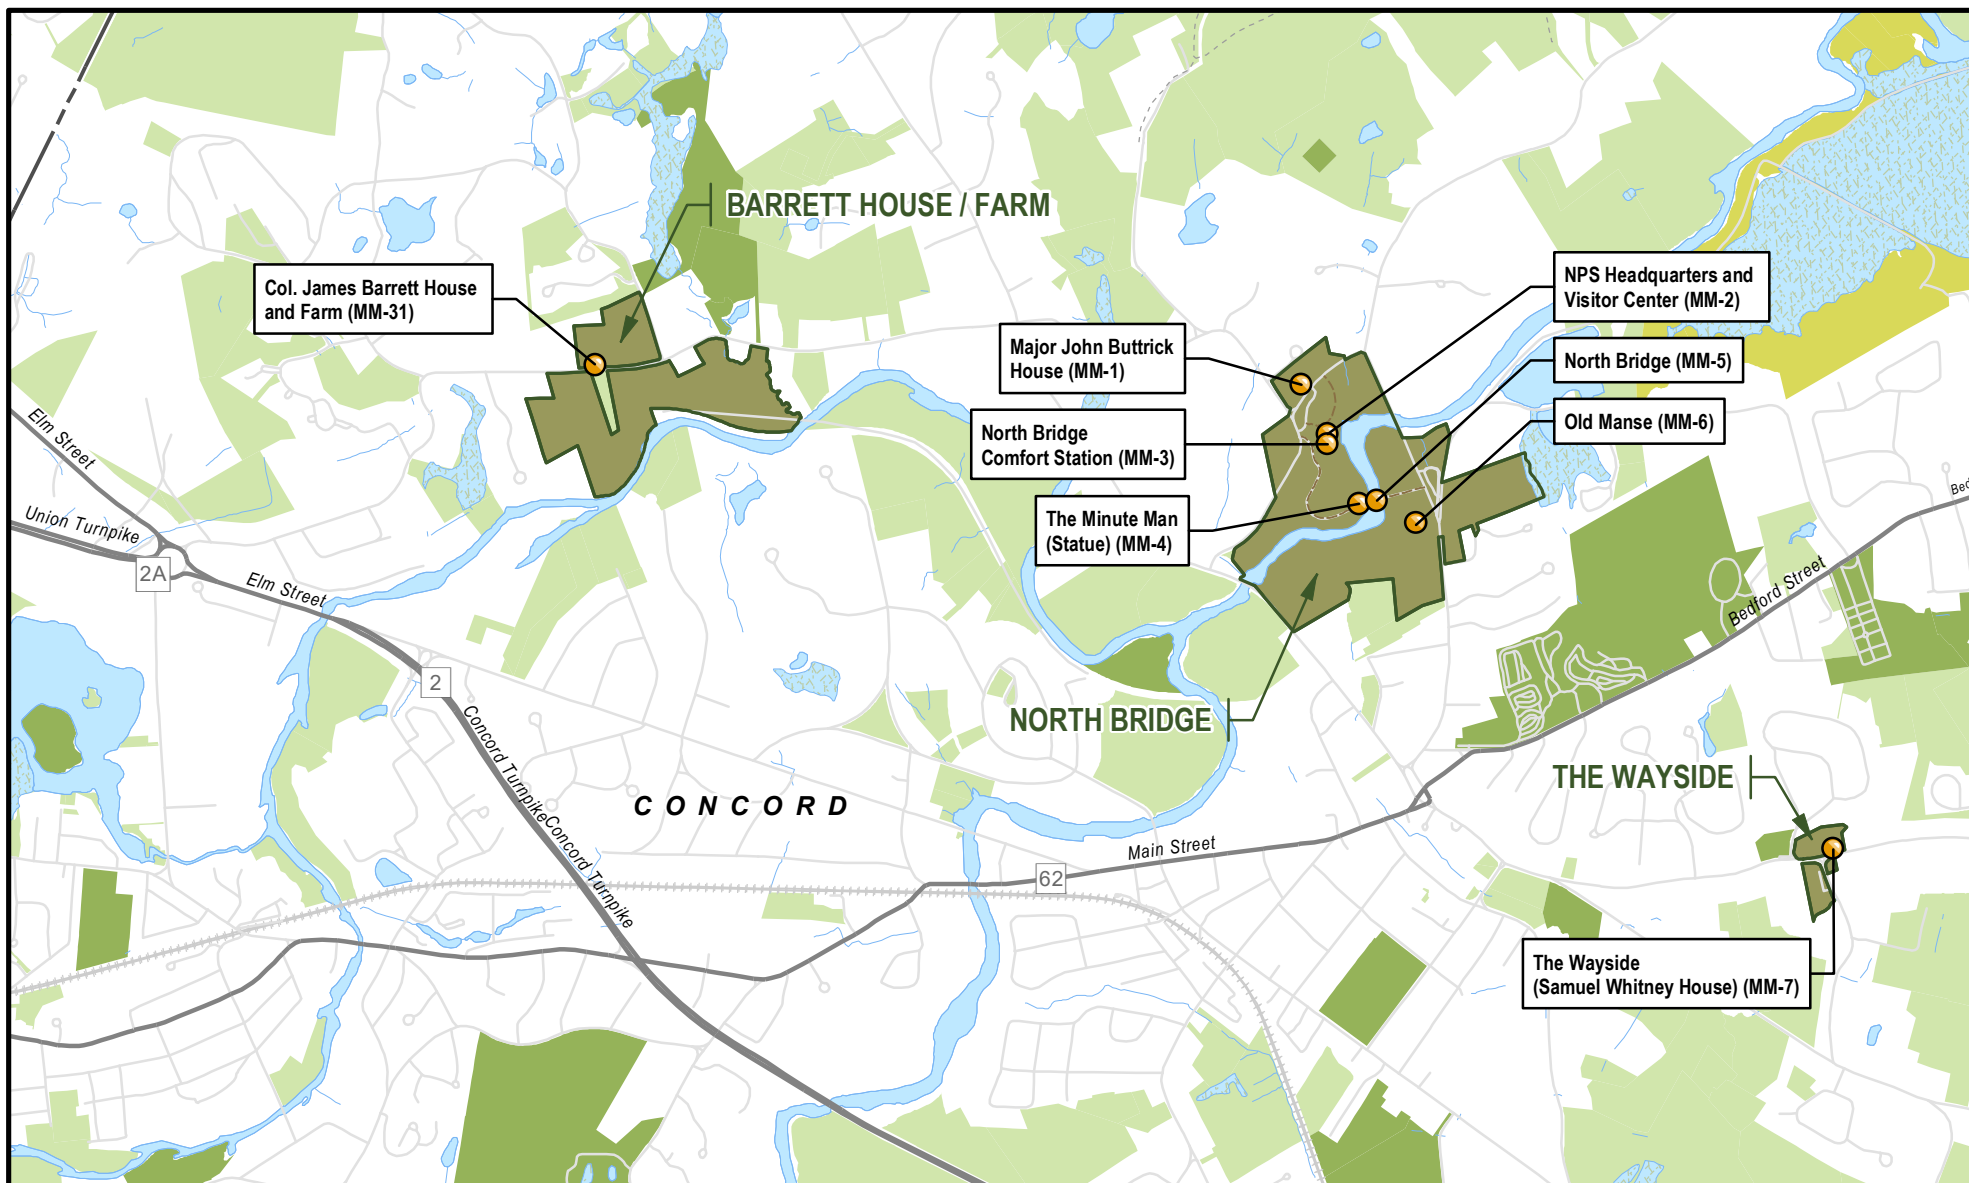 BARRETT HOUSE / FARM
Col. James Barrett House
and Farm (MM-31)
NPS Headquarters and
Visitor Center (MM-2)
Major John Buttrick
House (MM-1)
North Bridge (MM-5)
Old Manse (MM-6)
North Bridge
Comfort Station (MM-3)
The Minute Man
(Statue) (MM-4)
Elm Street
Union Turnpike
2A
Elm Street
Bed
Bedford Street
2
NORTH BRIDGE
Concord Turnpike
Concord Turnpike
CONCORD
THE WAYSIDE
Main Street
62
The Wayside
(Samuel Whitney House) (MM-7)